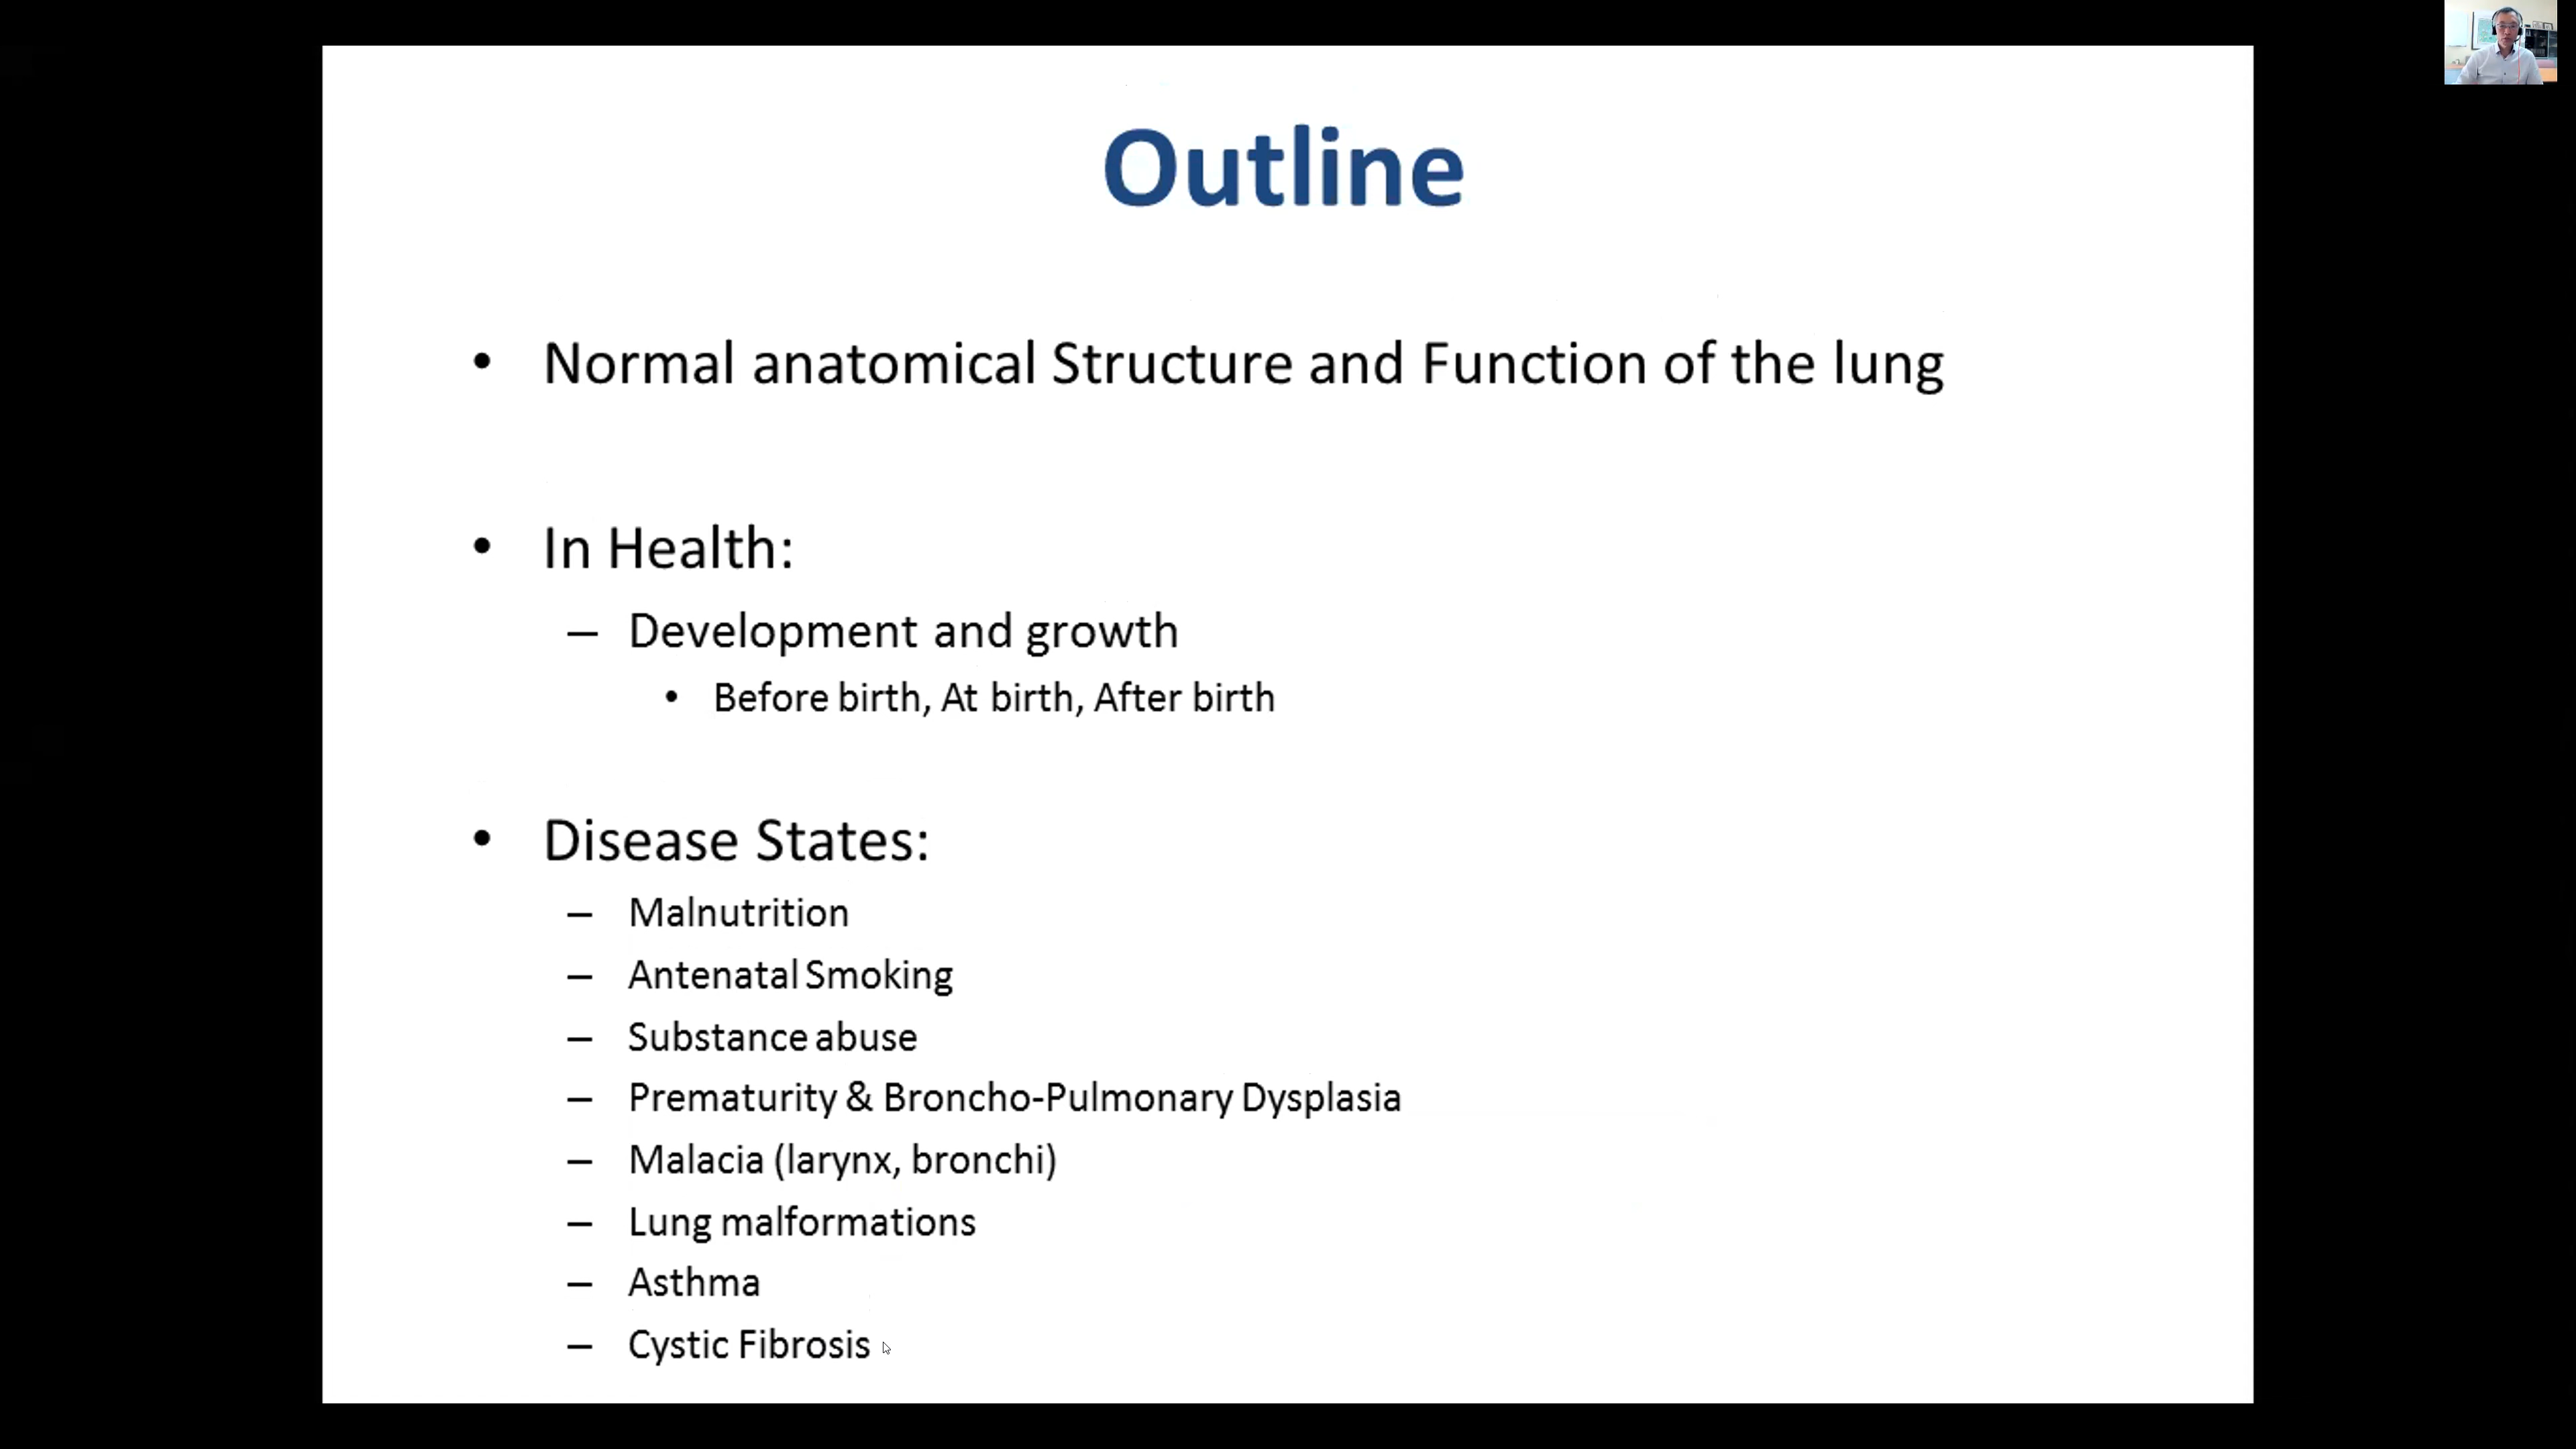 Outline
• Normal anatomical Structure and Function of the lung
• In Health:
– Development and growth
• Before birth, At birth, After birth
• Disease States:
– Malnutrition
– Antenatal Smoking
– Substance abuse
– Prematurity & Broncho-Pulmonary Dysplasia
– Malacia (larynx, bronchi)
– Lung malformations
– Asthma
– Cystic Fibrosis